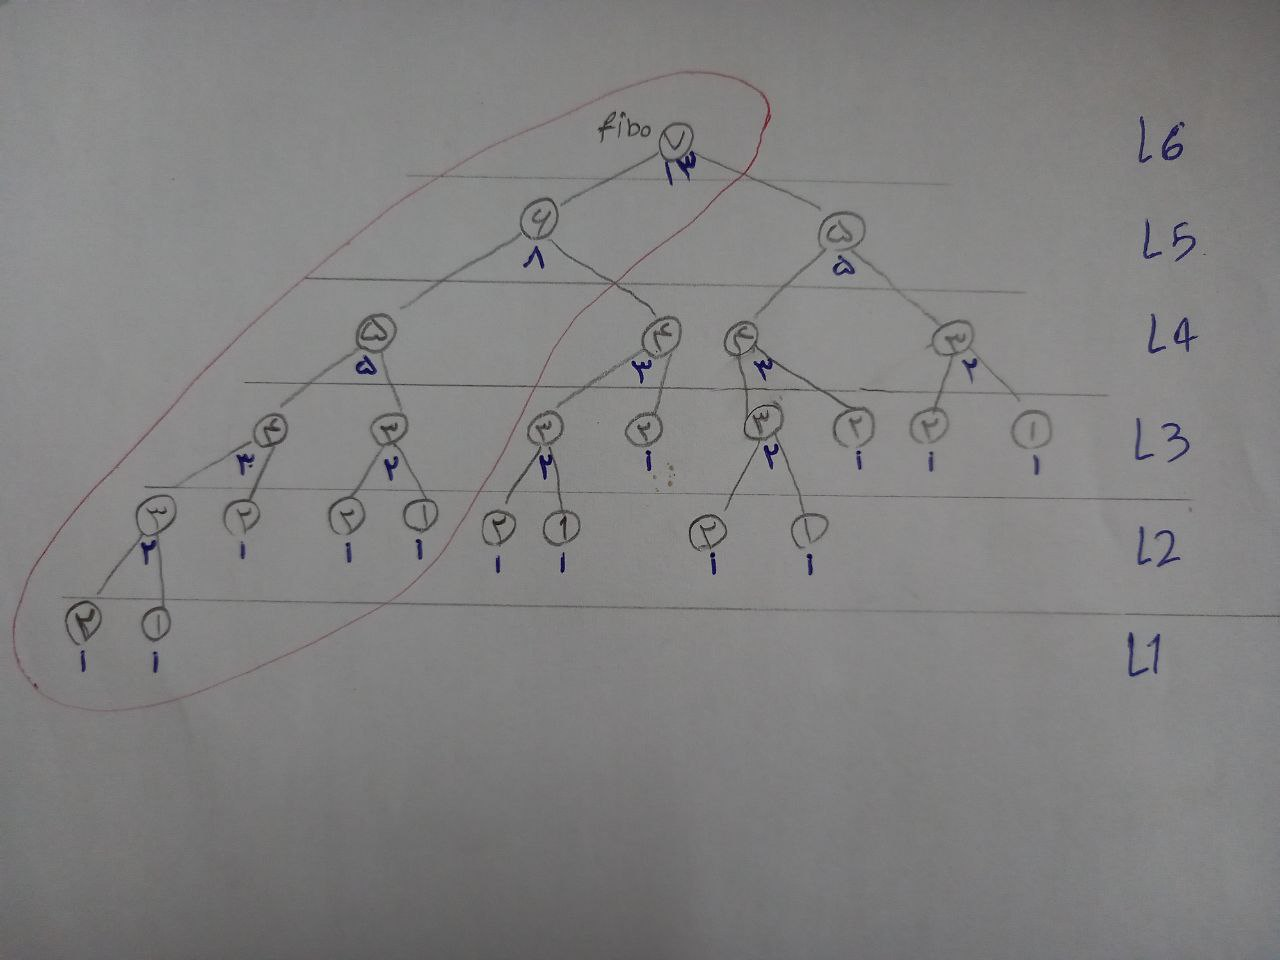 fibo ۷ L6
۱۳
۶ ۵ L5
۸ ۵
۵ ۴ ۴ ۳ L4
۵ ۳ ۳ ۲
۴ ۳ ۳ ۲ ۳ ۲ ۲ ۱ L3
۳ ۲ ۲ ۱ ۲ ۱ ۱ ۱
۳ ۲ ۲ ۱ ۲ ۱ ۲ ۱ L2
۲ ۱ ۱ ۱ ۱ ۱ ۱ ۱
۲ ۱ L1
۱ ۱